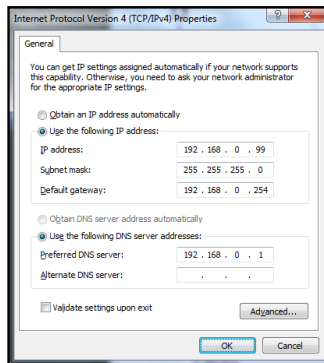 Internet Protocol Version 4 (TCP/IPv4) Properties
General
You can get IP settings assigned automatically if your network supports
this capability. Otherwise, you need to ask your network administrator
for the appropriate IP settings.
Obtain an IP address automatically
Use the following IP address:
IP address: 192 . 168 . 0 . 99
Subnet mask: 255 . 255 . 255 . 0
Default gateway: 192 . 168 . 0 . 254
Obtain DNS server address automatically
Use the following DNS server addresses:
Preferred DNS server: 192 . 168 . 0 . 1
Alternate DNS server: . . .
Validate settings upon exit
Advanced...
OK Cancel